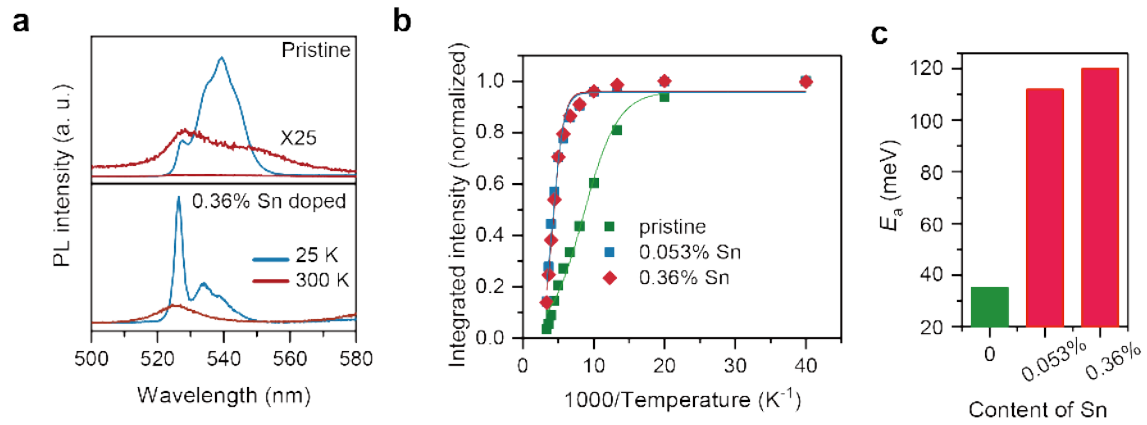 a
Pristine
X25
0.36% Sn doped
25 K
300 K
PL intensity (a. u.)
500 520 540 560 580
Wavelength (nm)
b
Integrated intensity (normalized)
1.0
0.8
0.6
0.4
0.2
0.0
pristine
0.053% Sn
0.36% Sn
0 10 20 30 40
1000/Temperature (K⁻¹)
c
Eₐ (meV)
120
100
80
60
40
20
0 0.053% 0.36%
Content of Sn